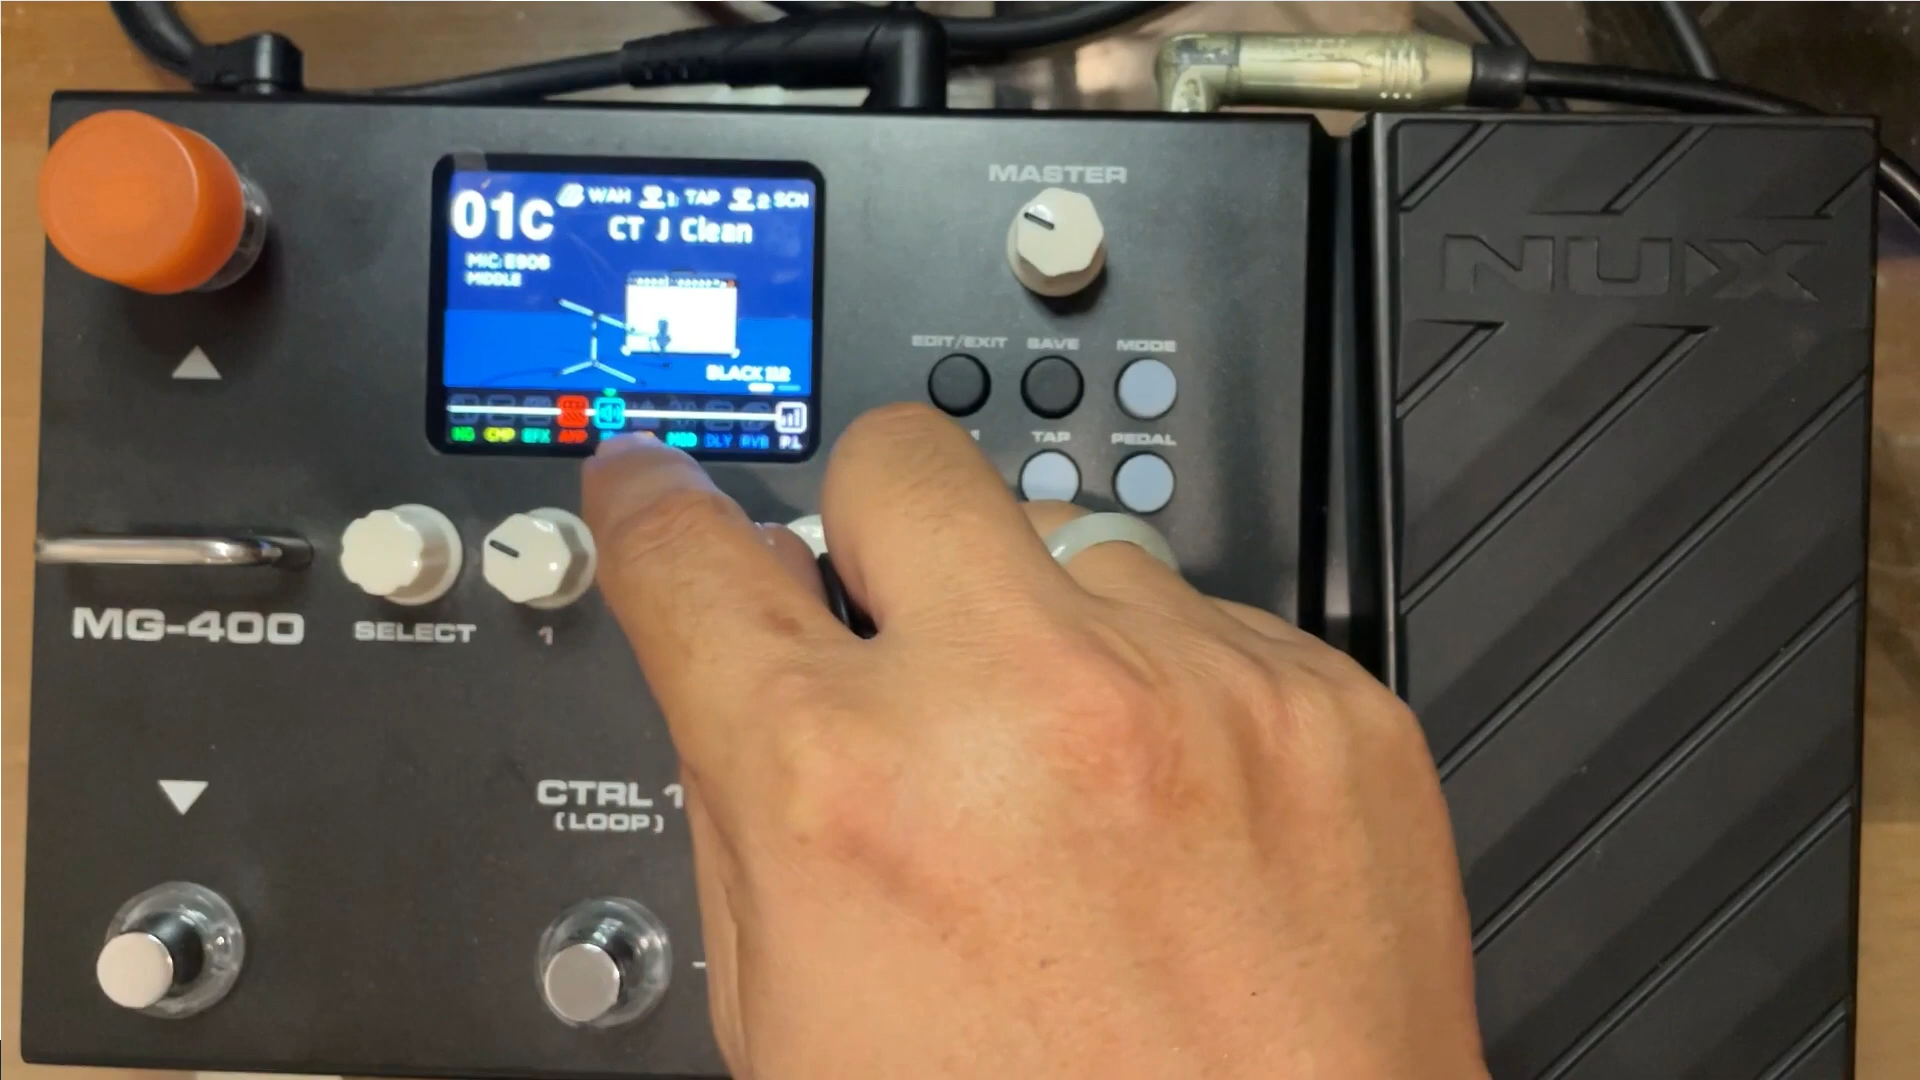 01C
WAH 1: TAP 2: SCN
CT J Clean
MIC: E906
MIDDLE
BLACK 112
NG CMP EFX AMP MOD DLY RVB P.L
MASTER
EDIT/EXIT SAVE MODE
TAP PEDAL
NUX
MG-400
SELECT
1
CTRL 1
(LOOP)